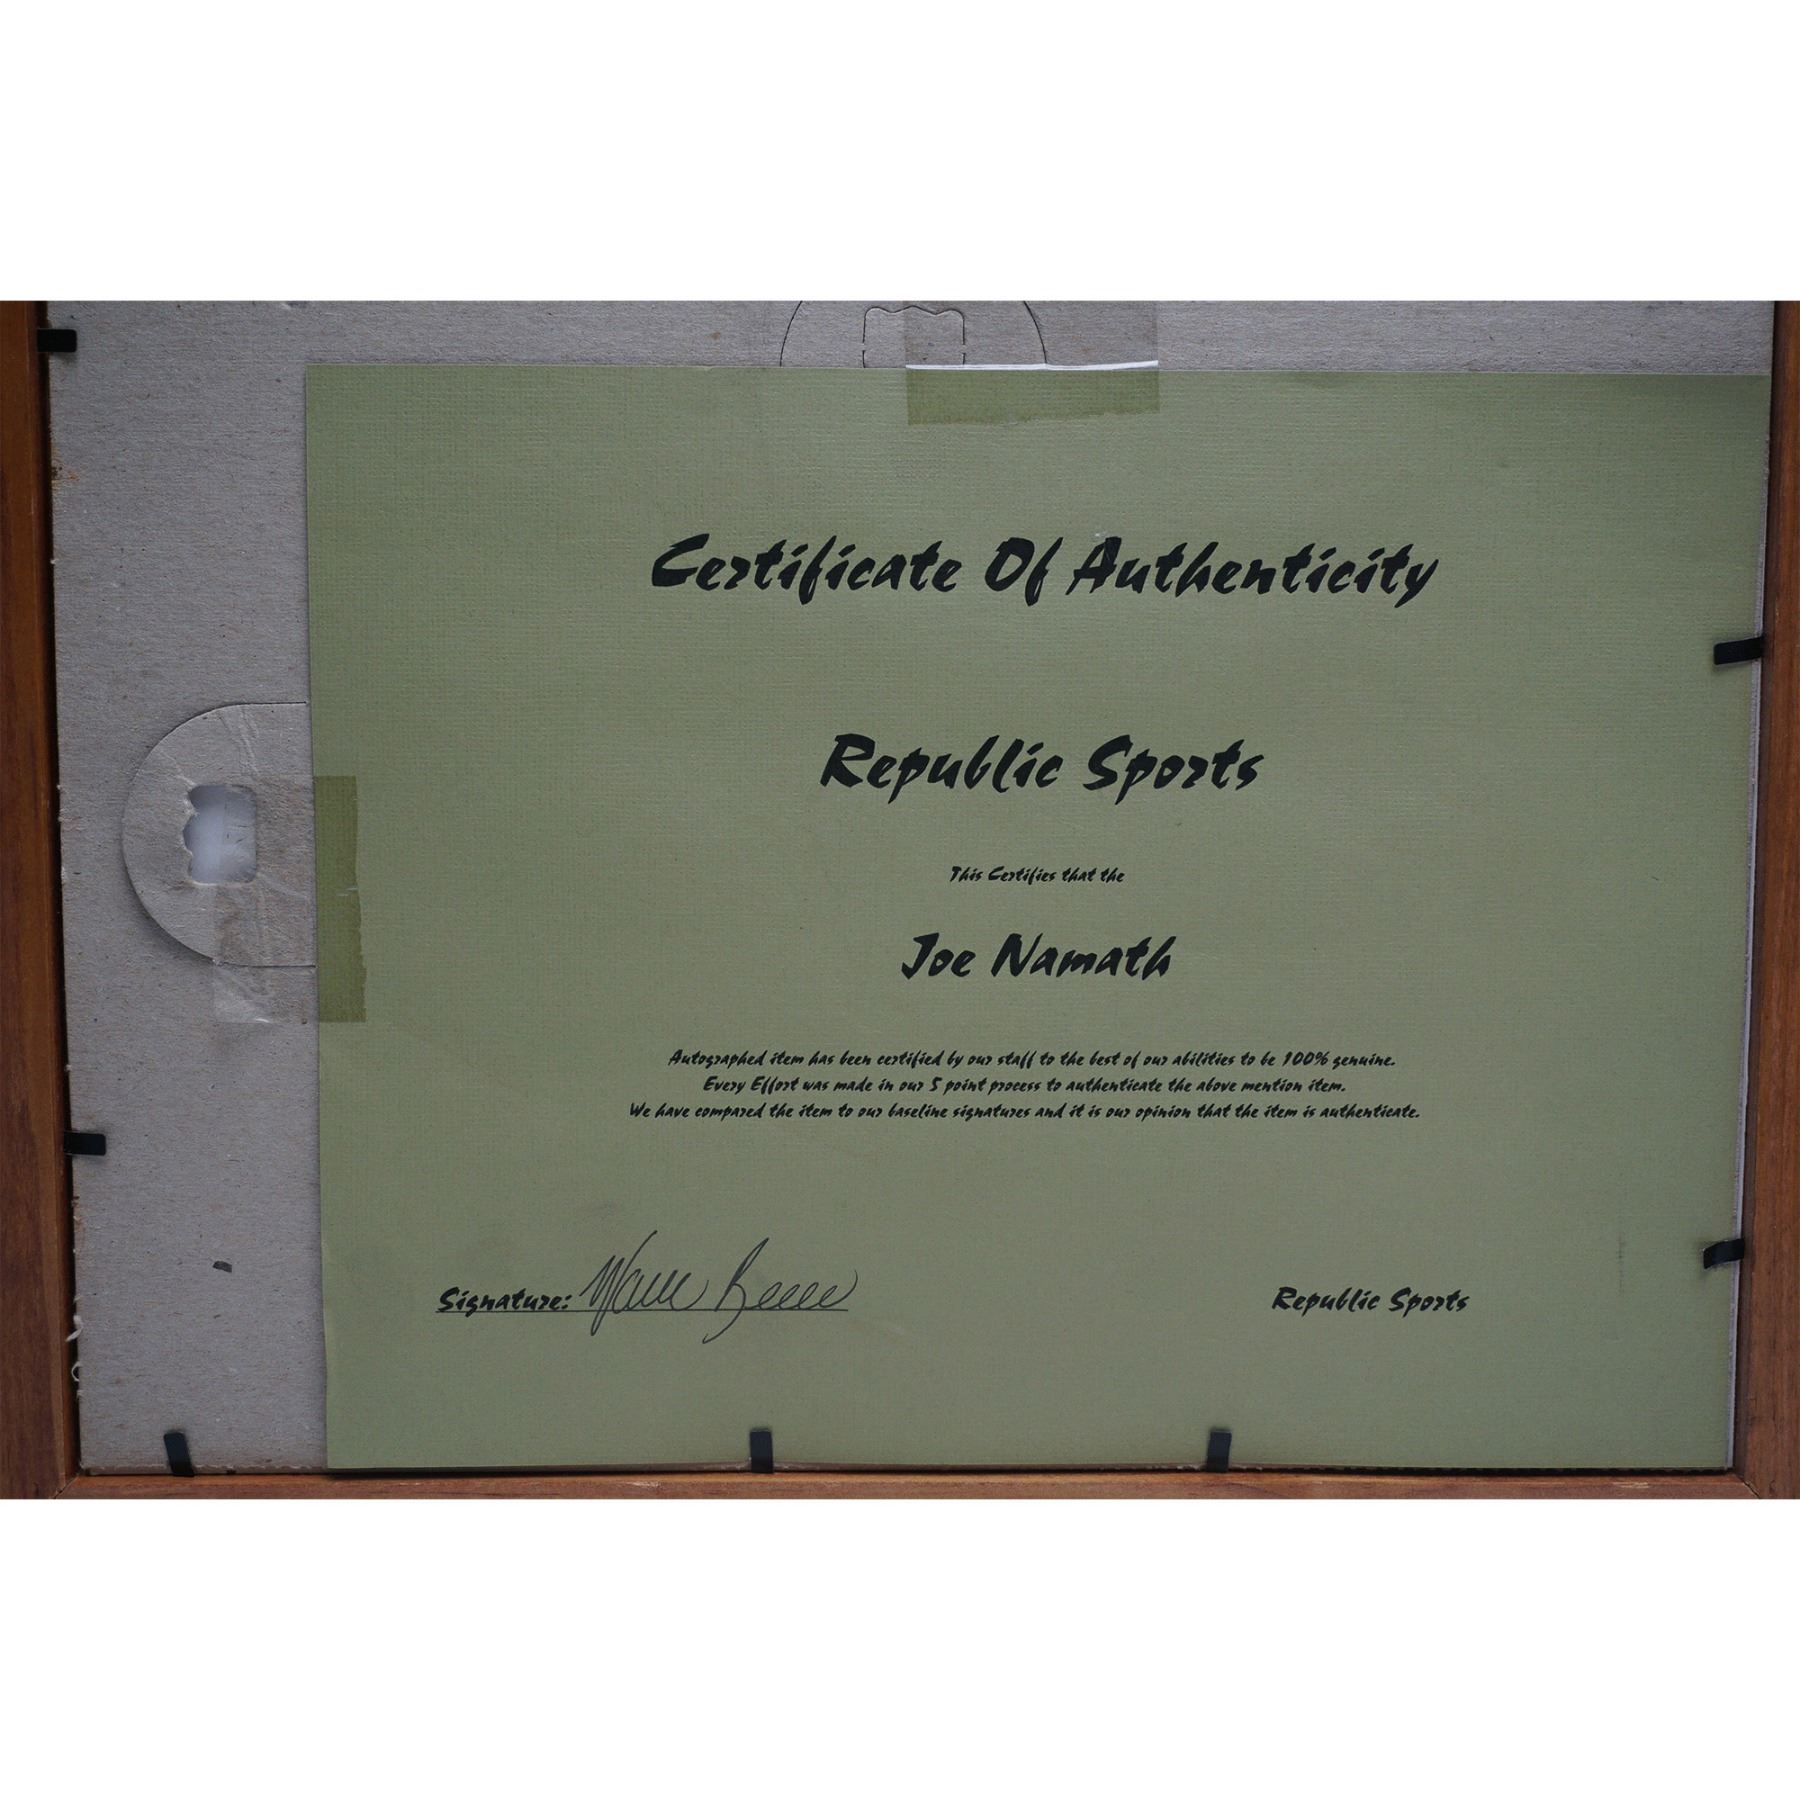 Certificate Of Authenticity
Republic Sports
This Certifies that the
Joe Namath
Autographed item has been certified by our staff to the best of our abilities to be 100% genuine.
Every Effort was made in our 5 point process to authenticate the above mention item.
We have compared the item to our baseline signatures and it is our opinion that the item is authenticate.
Signature:
Republic Sports